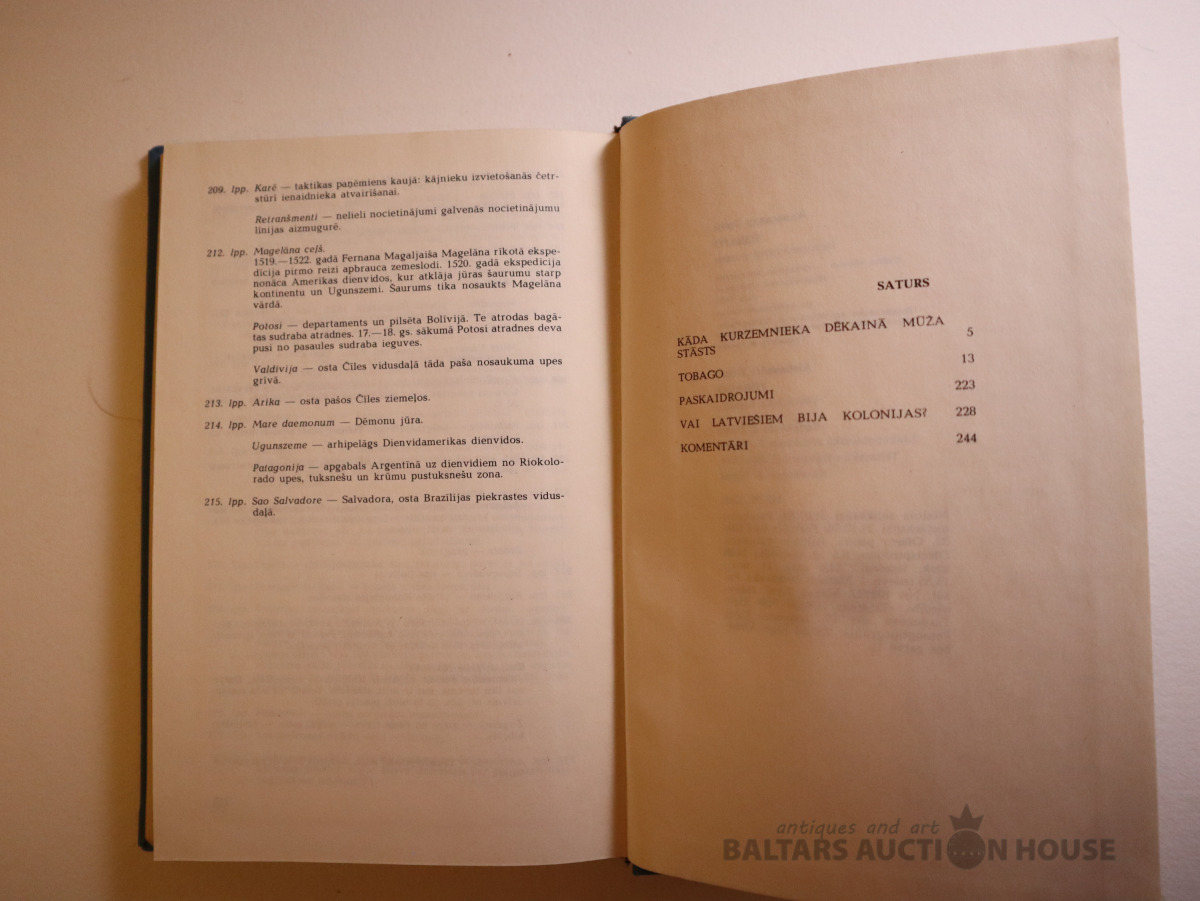 209. lpp. Karē — taktikas paņēmiens kaujā: kājnieku izvietošanās četr-
stūrī ienaidnieka atvairīšanai.
Retranšmenti — nelieli nocietinājumi galvenās nocietinājumu
līnijas aizmugurē.
212. lpp. Magelāna ceļš.
1519.—1522. gadā Fernana Magaljaiša Magelāna rīkotā ekspe-
dīcija pirmo reizi apbrauca zemeslodi. 1520. gadā ekspedīcija
nonāca Amerikas dienvidos, kur atklāja jūras šaurumu starp
kontinentu un Ugunszemi. Šaurums tika nosaukts Magelāna
vārdā.
Potosi — departaments un pilsēta Bolīvijā. Te atrodas bagā-
tas sudraba atradnes. 17.—18. gs. sākumā Potosi atradnes deva
pusi no pasaules sudraba ieguves.
Valdivija — osta Čīles vidusdaļā tāda paša nosaukuma upes
grīvā.
213. lpp. Arika — osta pašos Čīles ziemeļos.
214. lpp. Mare daemonum — Dēmonu jūra.
Ugunszeme — arhipelāgs Dienvidamerikas dienvidos.
Patagonija — apgabals Argentīnā uz dienvidiem no Riokolo-
rado upes, tuksnešu un krūmu pustuksnešu zona.
215. lpp. Sao Salvadore — Salvadora, osta Brazīlijas piekrastes vidus-
daļā.
SATURS
KĀDA KURZEMNIEKA DĒKAINĀ MŪŽA
STĀSTS 5
TOBAGO 13
PASKAIDROJUMI 223
VAI LATVIEŠIEM BIJA KOLONIJAS? 228
KOMENTĀRI 244
antiques and art
BALTARS AUCTION HOUSE